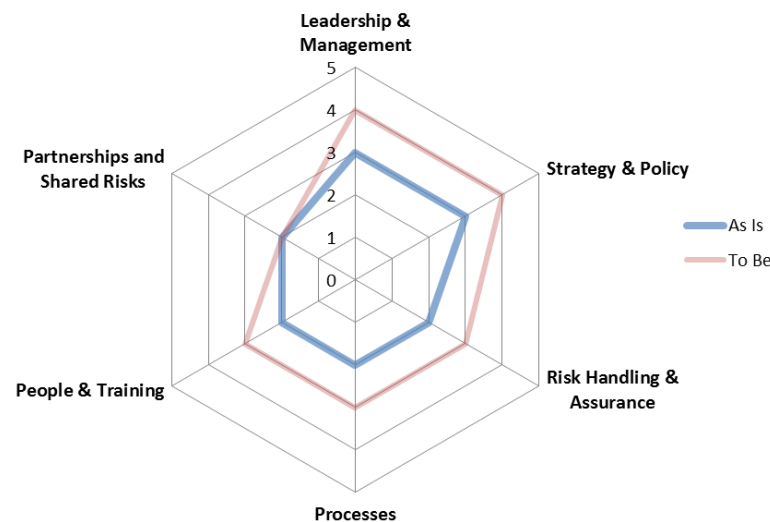 Leadership &
Management
5
4
3
2
1
0
Partnerships and
Shared Risks
Strategy & Policy
As Is
To Be
People & Training
Risk Handling &
Assurance
Processes